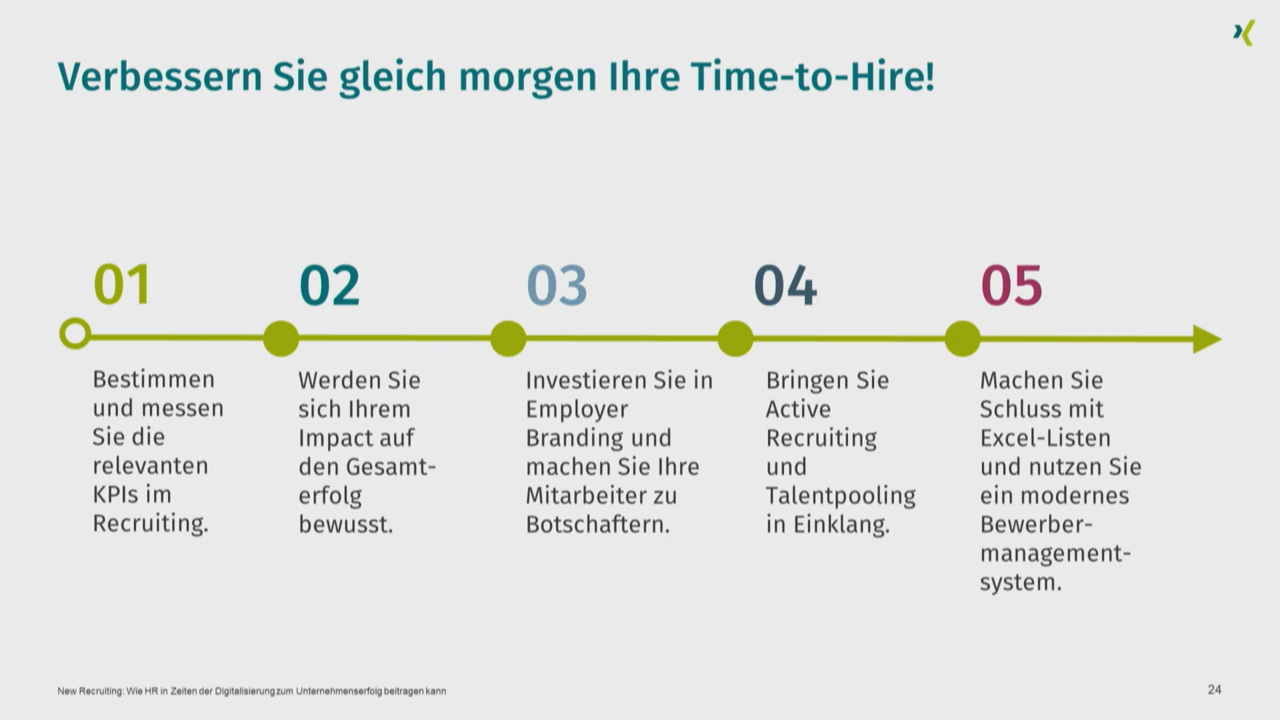 Verbessern Sie gleich morgen Ihre Time-to-Hire!
01
Bestimmen
und messen
Sie die
relevanten
KPIs im
Recruiting.
02
Werden Sie
sich Ihrem
Impact auf
den Gesamt-
erfolg
bewusst.
03
Investieren Sie in
Employer
Branding und
machen Sie Ihre
Mitarbeiter zu
Botschaftern.
04
Bringen Sie
Active
Recruiting
und
Talentpooling
in Einklang.
05
Machen Sie
Schluss mit
Excel-Listen
und nutzen Sie
ein modernes
Bewerber-
management-
system.
New Recruiting: Wie HR in Zeiten der Digitalisierung zum Unternehmenserfolg beitragen kann
24